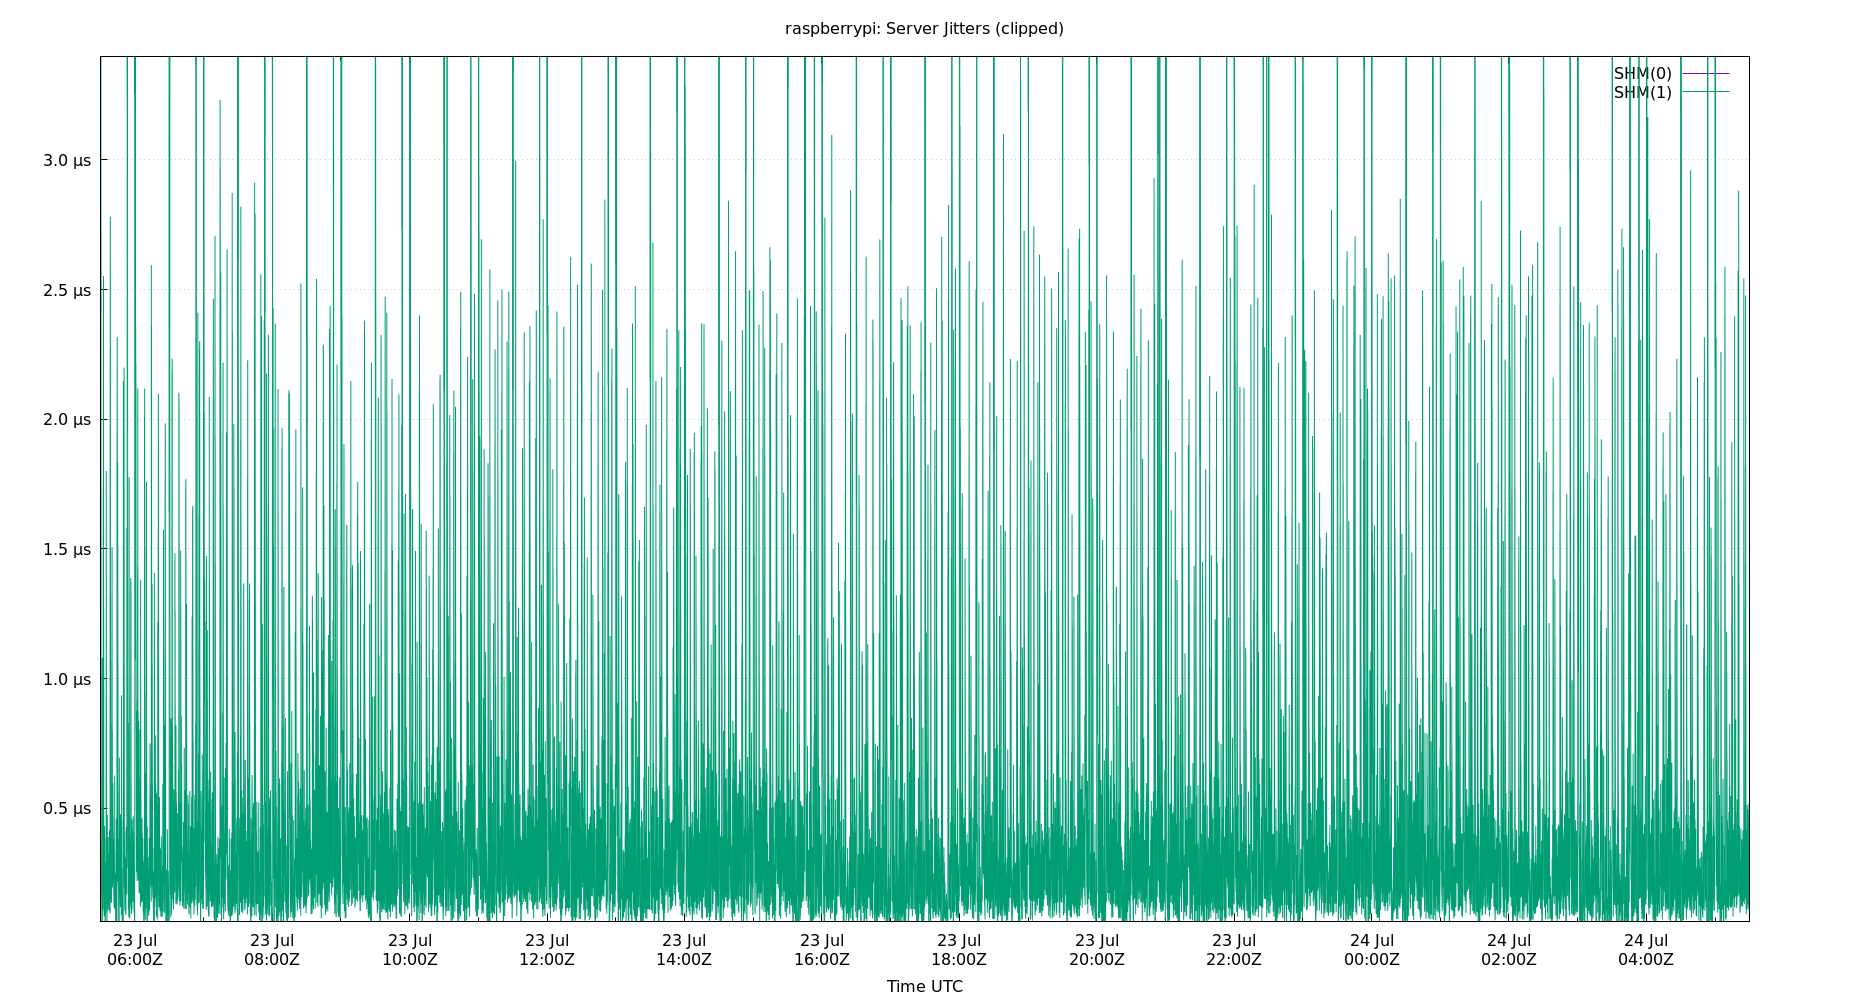 raspberrypi: Server Jitters (clipped)
SHM(0)
SHM(1)
3.0 µs
2.5 µs
2.0 µs
1.5 µs
1.0 µs
0.5 µs
23 Jul 23 Jul 23 Jul 23 Jul 23 Jul 23 Jul 23 Jul 23 Jul 23 Jul 24 Jul 24 Jul 24 Jul
06:00Z 08:00Z 10:00Z 12:00Z 14:00Z 16:00Z 18:00Z 20:00Z 22:00Z 00:00Z 02:00Z 04:00Z
Time UTC